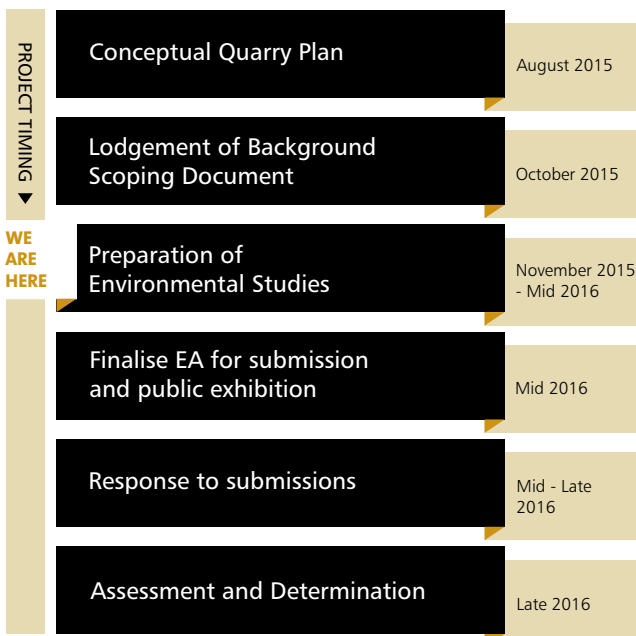 PROJECT TIMING ▼
Conceptual Quarry Plan
August 2015
Lodgement of Background
Scoping Document
October 2015
WE
ARE
HERE
Preparation of
Environmental Studies
November 2015
- Mid 2016
Finalise EA for submission
and public exhibition
Mid 2016
Response to submissions
Mid - Late
2016
Assessment and Determination
Late 2016